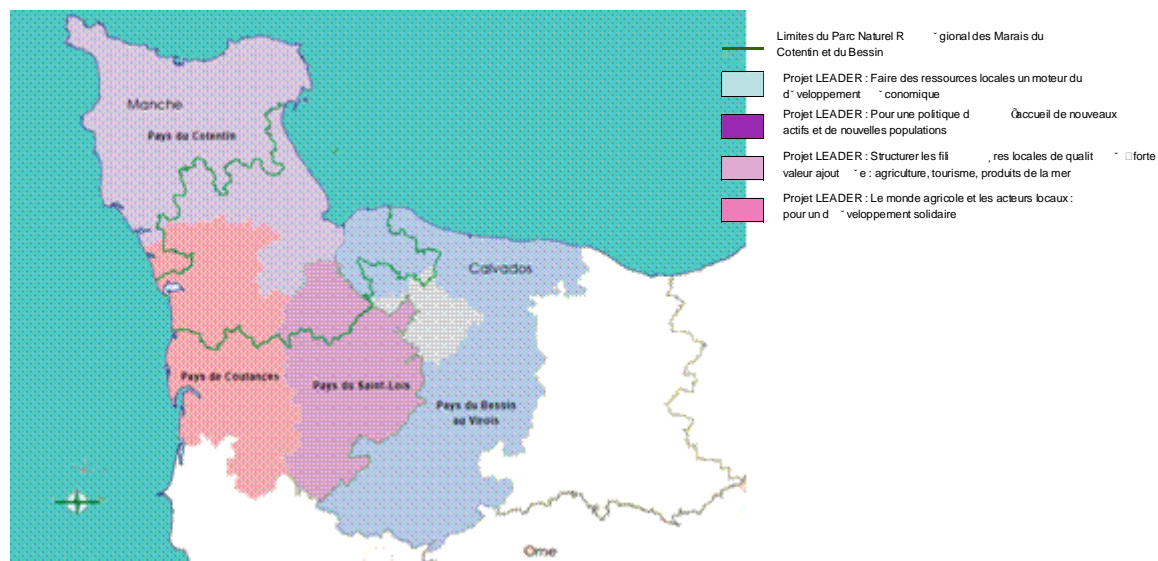 Manche
Pays du Cotentin
Calvados
Pays de Coutances
Pays du Saint-Lois
Pays du Bessin
au Virois
Orne
Limites du Parc Naturel R ˇ gional des Marais du
Cotentin et du Bessin
Projet LEADER : Faire des ressources locales un moteur du
d ˇ veloppement ˇ conomique
Projet LEADER : Pour une politique d Õaccueil de nouveaux
actifs et de nouvelles populations
Projet LEADER : Structurer les fili , res locales de qualit ˇ □ forte
valeur ajout ˇ e : agriculture, tourisme, produits de la mer
Projet LEADER : Le monde agricole et les acteurs locaux :
pour un d ˇ veloppement solidaire